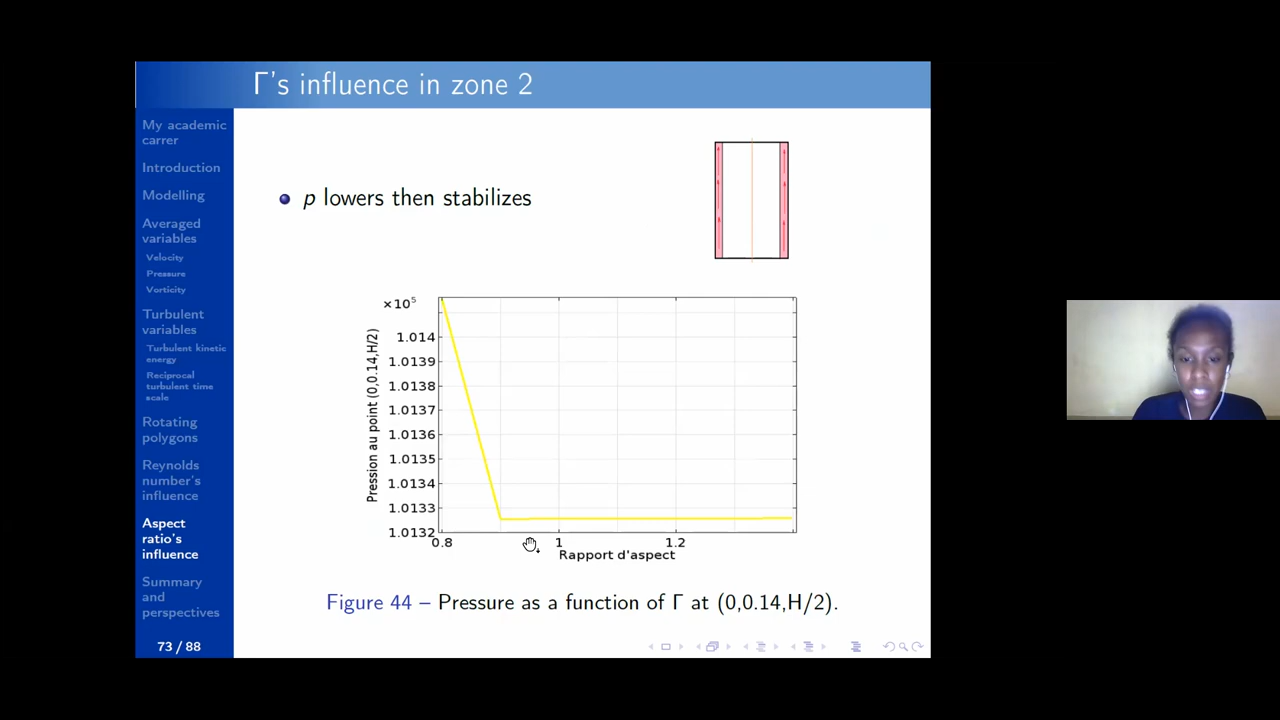 Γ's influence in zone 2
My academic
carrer
Introduction
Modelling
Averaged
variables
Velocity
Pressure
Vorticity
Turbulent
variables
Turbulent kinetic
energy
Reciprocal
turbulent time
scale
Rotating
polygons
Reynolds
number's
influence
Aspect
ratio's
influence
Summary
and
perspectives
73 / 88
p lowers then stabilizes
×10⁵
1.014
1.0139
1.0138
1.0137
1.0136
1.0135
1.0134
1.0133
1.0132
Pression au point (0,0.14,H/2)
0.8
1
1.2
Rapport d'aspect
Figure 44 – Pressure as a function of Γ at (0,0.14,H/2).